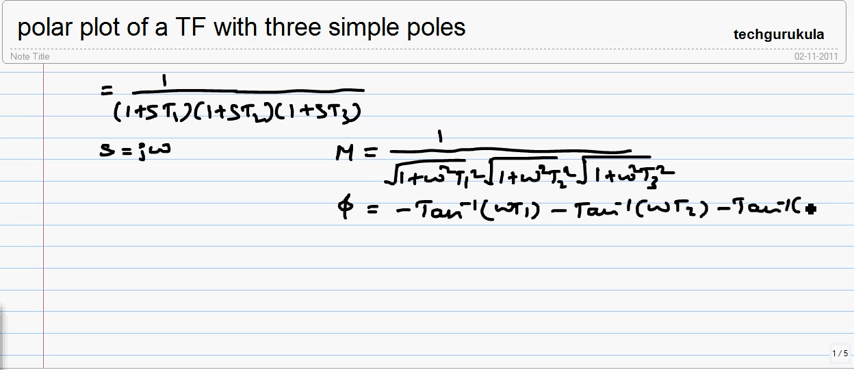 polar plot of a TF with three simple poles
techgurukula
Note Title
02-11-2011
= 1 / (1+ST₁)(1+ST₂)(1+ST₃)
S = jω
M = 1 / √1+ω²T₁² √1+ω²T₂² √1+ω²T₃²
φ = -Tan⁻¹(ωT₁) - Tan⁻¹(ωT₂) - Tan⁻¹(
1 / 5